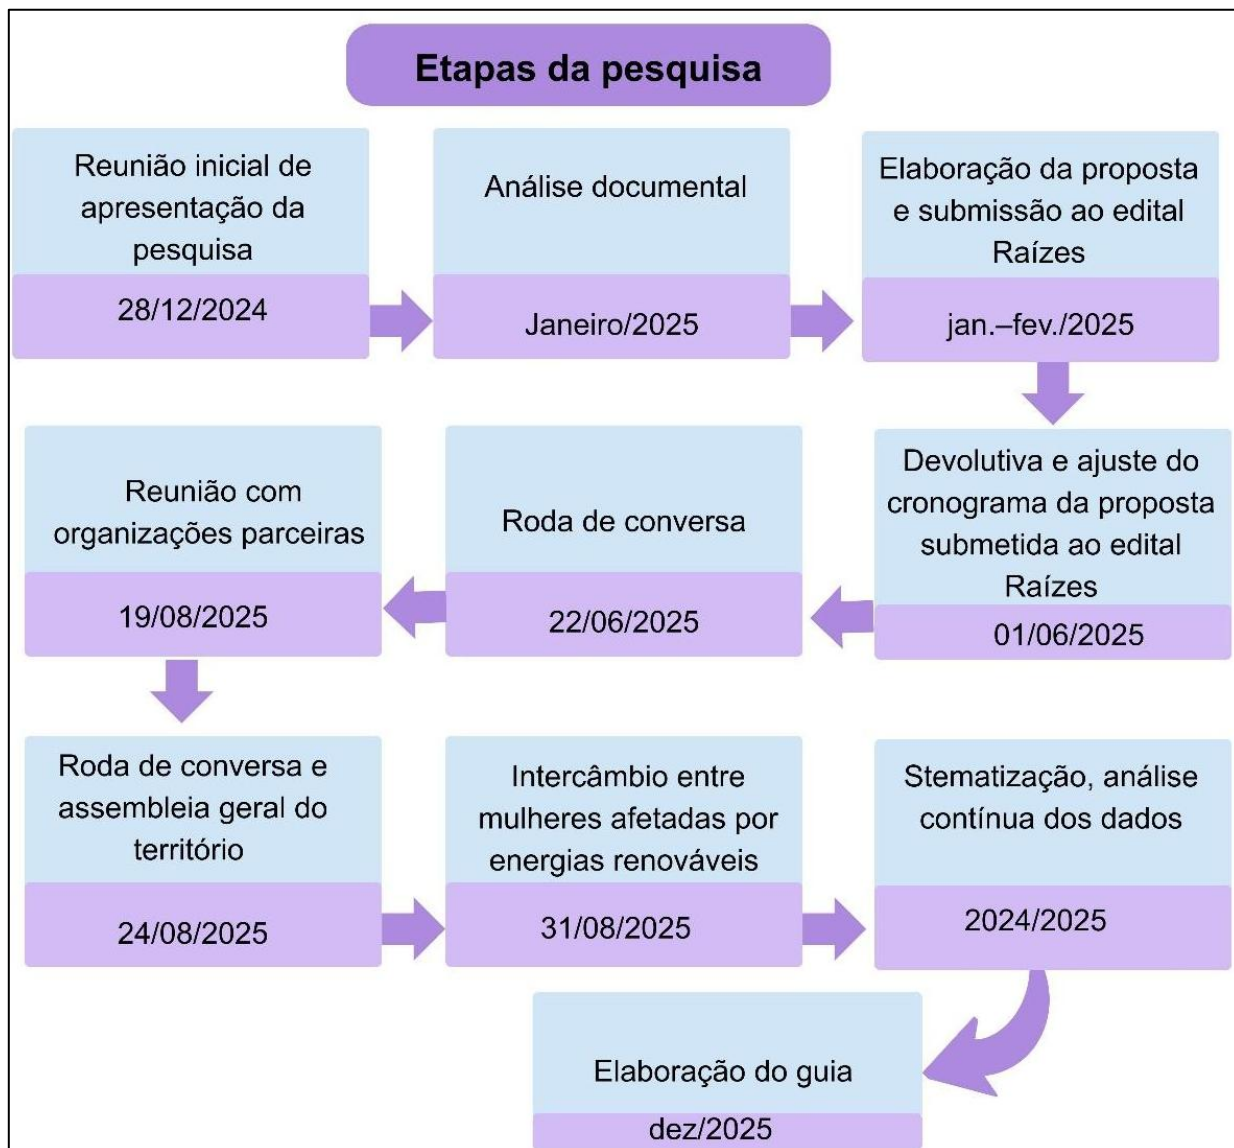 Etapas da pesquisa
Reunião inicial de
apresentação da
pesquisa
28/12/2024
Análise documental
Janeiro/2025
Elaboração da proposta
e submissão ao edital
Raízes
jan.–fev./2025
Devolutiva e ajuste do
cronograma da proposta
submetida ao edital
Raízes
01/06/2025
Roda de conversa
22/06/2025
Reunião com
organizações parceiras
19/08/2025
Roda de conversa e
assembleia geral do
território
24/08/2025
Intercâmbio entre
mulheres afetadas por
energias renováveis
31/08/2025
Stematização, análise
contínua dos dados
2024/2025
Elaboração do guia
dez/2025